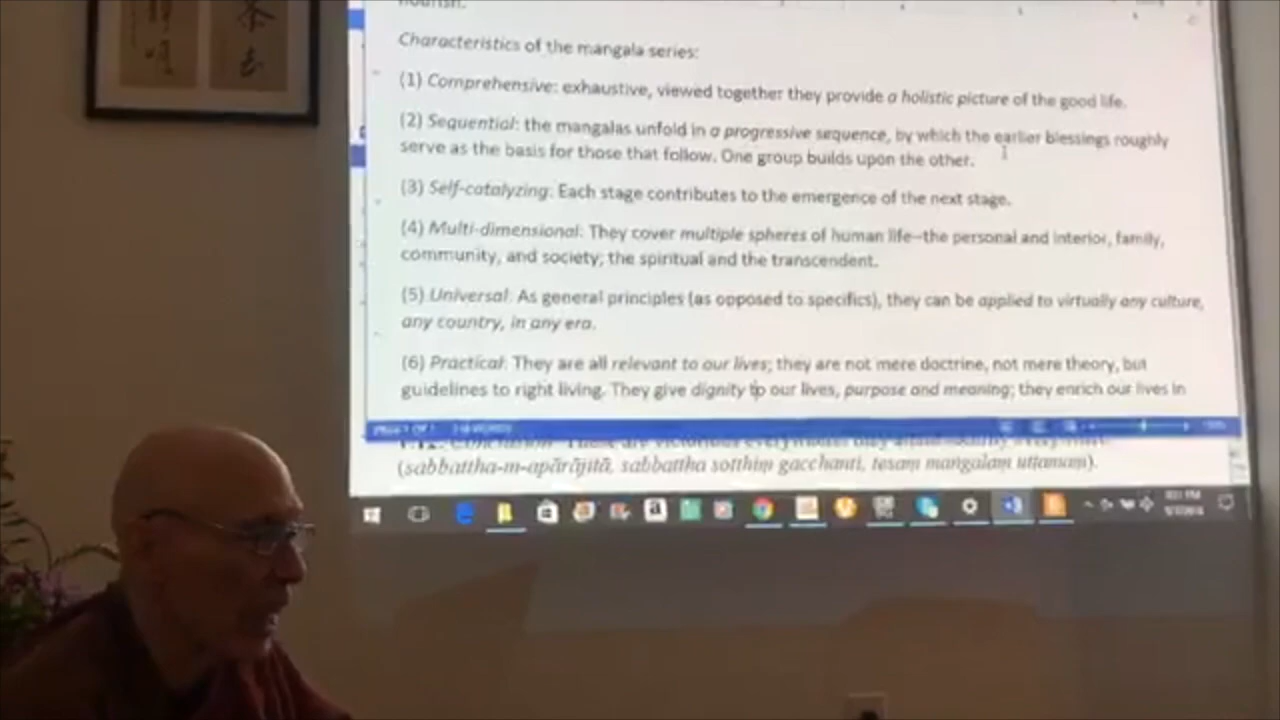 nourish.
Characteristics of the mangala series:
(1) Comprehensive: exhaustive, viewed together they provide a holistic picture of the good life.
(2) Sequential: the mangalas unfold in a progressive sequence, by which the earlier blessings roughly
serve as the basis for those that follow. One group builds upon the other.
(3) Self-catalyzing: Each stage contributes to the emergence of the next stage.
(4) Multi-dimensional: They cover multiple spheres of human life—the personal and interior, family,
community, and society; the spiritual and the transcendent.
(5) Universal: As general principles (as opposed to specifics), they can be applied to virtually any culture,
any country, in any era.
(6) Practical: They are all relevant to our lives; they are not mere doctrine, not mere theory, but
guidelines to right living. They give dignity to our lives, purpose and meaning; they enrich our lives in
(sabbattha-m-apārājitā, sabbattha sotthiṃ gacchanti, tesaṃ mangalaṃ uttamaṃ).